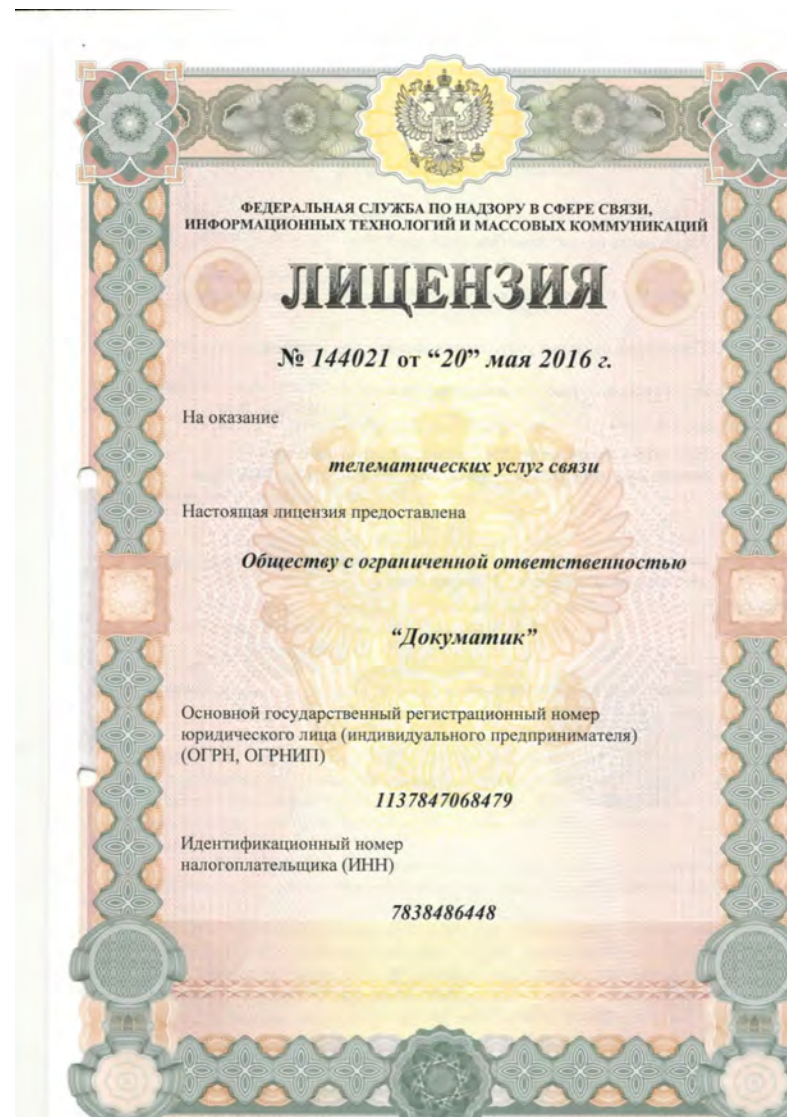 ФЕДЕРАЛЬНАЯ СЛУЖБА ПО НАДЗОРУ В СФЕРЕ СВЯЗИ,
ИНФОРМАЦИОННЫХ ТЕХНОЛОГИЙ И МАССОВЫХ КОММУНИКАЦИЙ
ЛИЦЕНЗИЯ
№ 144021 от “20” мая 2016 г.
На оказание
телематических услуг связи
Настоящая лицензия предоставлена
Обществу с ограниченной ответственностью
“Докуматик”
Основной государственный регистрационный номер
юридического лица (индивидуального предпринимателя)
(ОГРН, ОГРНИП)
1137847068479
Идентификационный номер
налогоплательщика (ИНН)
7838486448